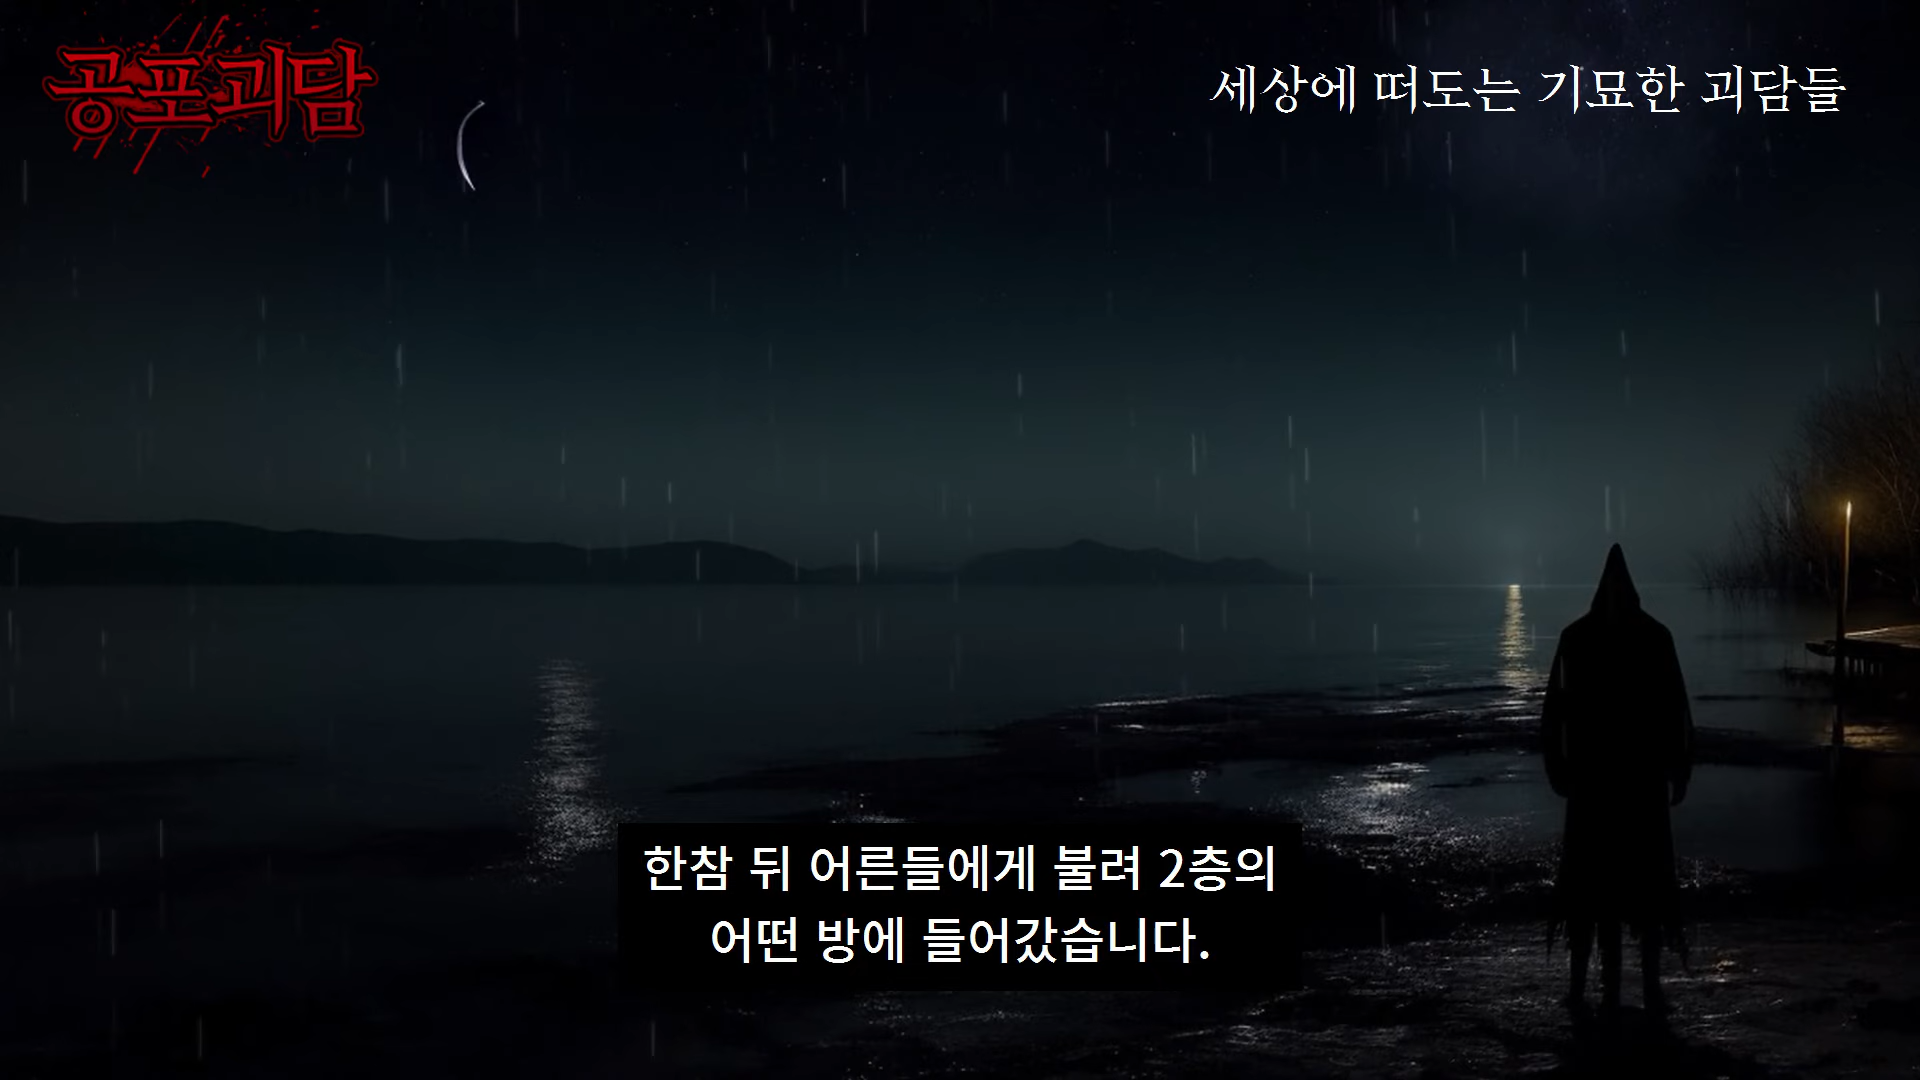 공포괴담
세상에 떠도는 기묘한 괴담들
한참 뒤 어른들에게 불려 2층의
어떤 방에 들어갔습니다.